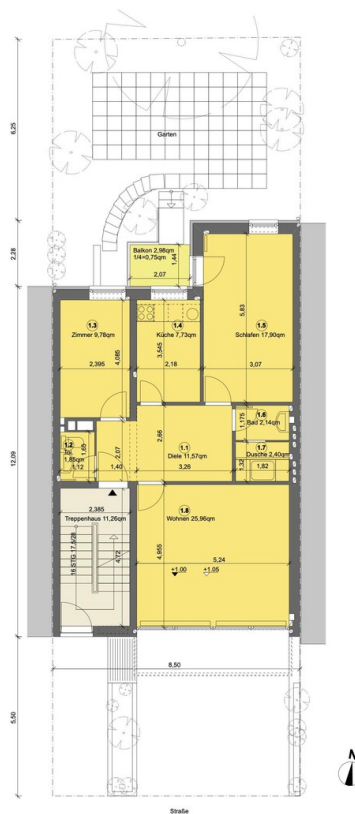 6,25
Garten
2,28
Balkon 2,98qm
1/4=0,75qm
1,44
2,07
1.3
Zimmer 9,78qm
4,085
2,395
1.4
Küche 7,73qm
3,545
2,18
1.5
Schlafen 17,90qm
5,83
3,07
12,09
1.2
1,65
1,85qm
1,12
2,07
1,40
2,66
1.1
Diele 11,57qm
3,26
1.6
Bad 2,14qm
1,175
1.7
Dusche 2,40qm
1,32
1,82
2,385
Treppenhaus 11,26qm
16 STG 17,5/28
4,72
1.8
Wohnen 25,96qm
5,24
4,955
+1.00
+1.05
8,50
5,50
N
Straße